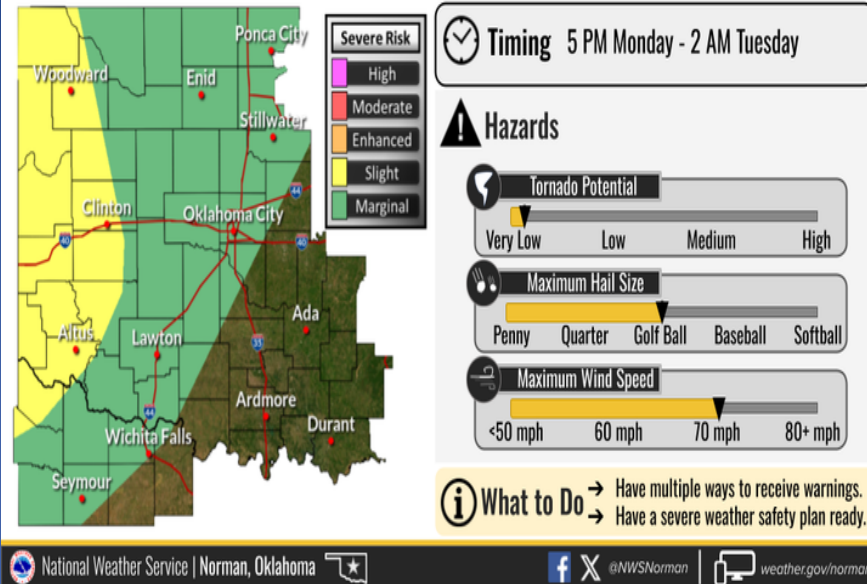 Ponca City
Woodward
Enid
Stillwater
Clinton
Oklahoma City
44
40
40
Altus
Lawton
Ada
35
44
Ardmore
Wichita Falls
Durant
Seymour
Severe Risk
High
Moderate
Enhanced
Slight
Marginal
Timing 5 PM Monday - 2 AM Tuesday
Hazards
Tornado Potential
Very Low Low Medium High
Maximum Hail Size
Penny Quarter Golf Ball Baseball Softball
Maximum Wind Speed
<50 mph 60 mph 70 mph 80+ mph
What to Do → Have multiple ways to receive warnings.
→ Have a severe weather safety plan ready.
National Weather Service | Norman, Oklahoma
@NWSNorman
weather.gov/norman